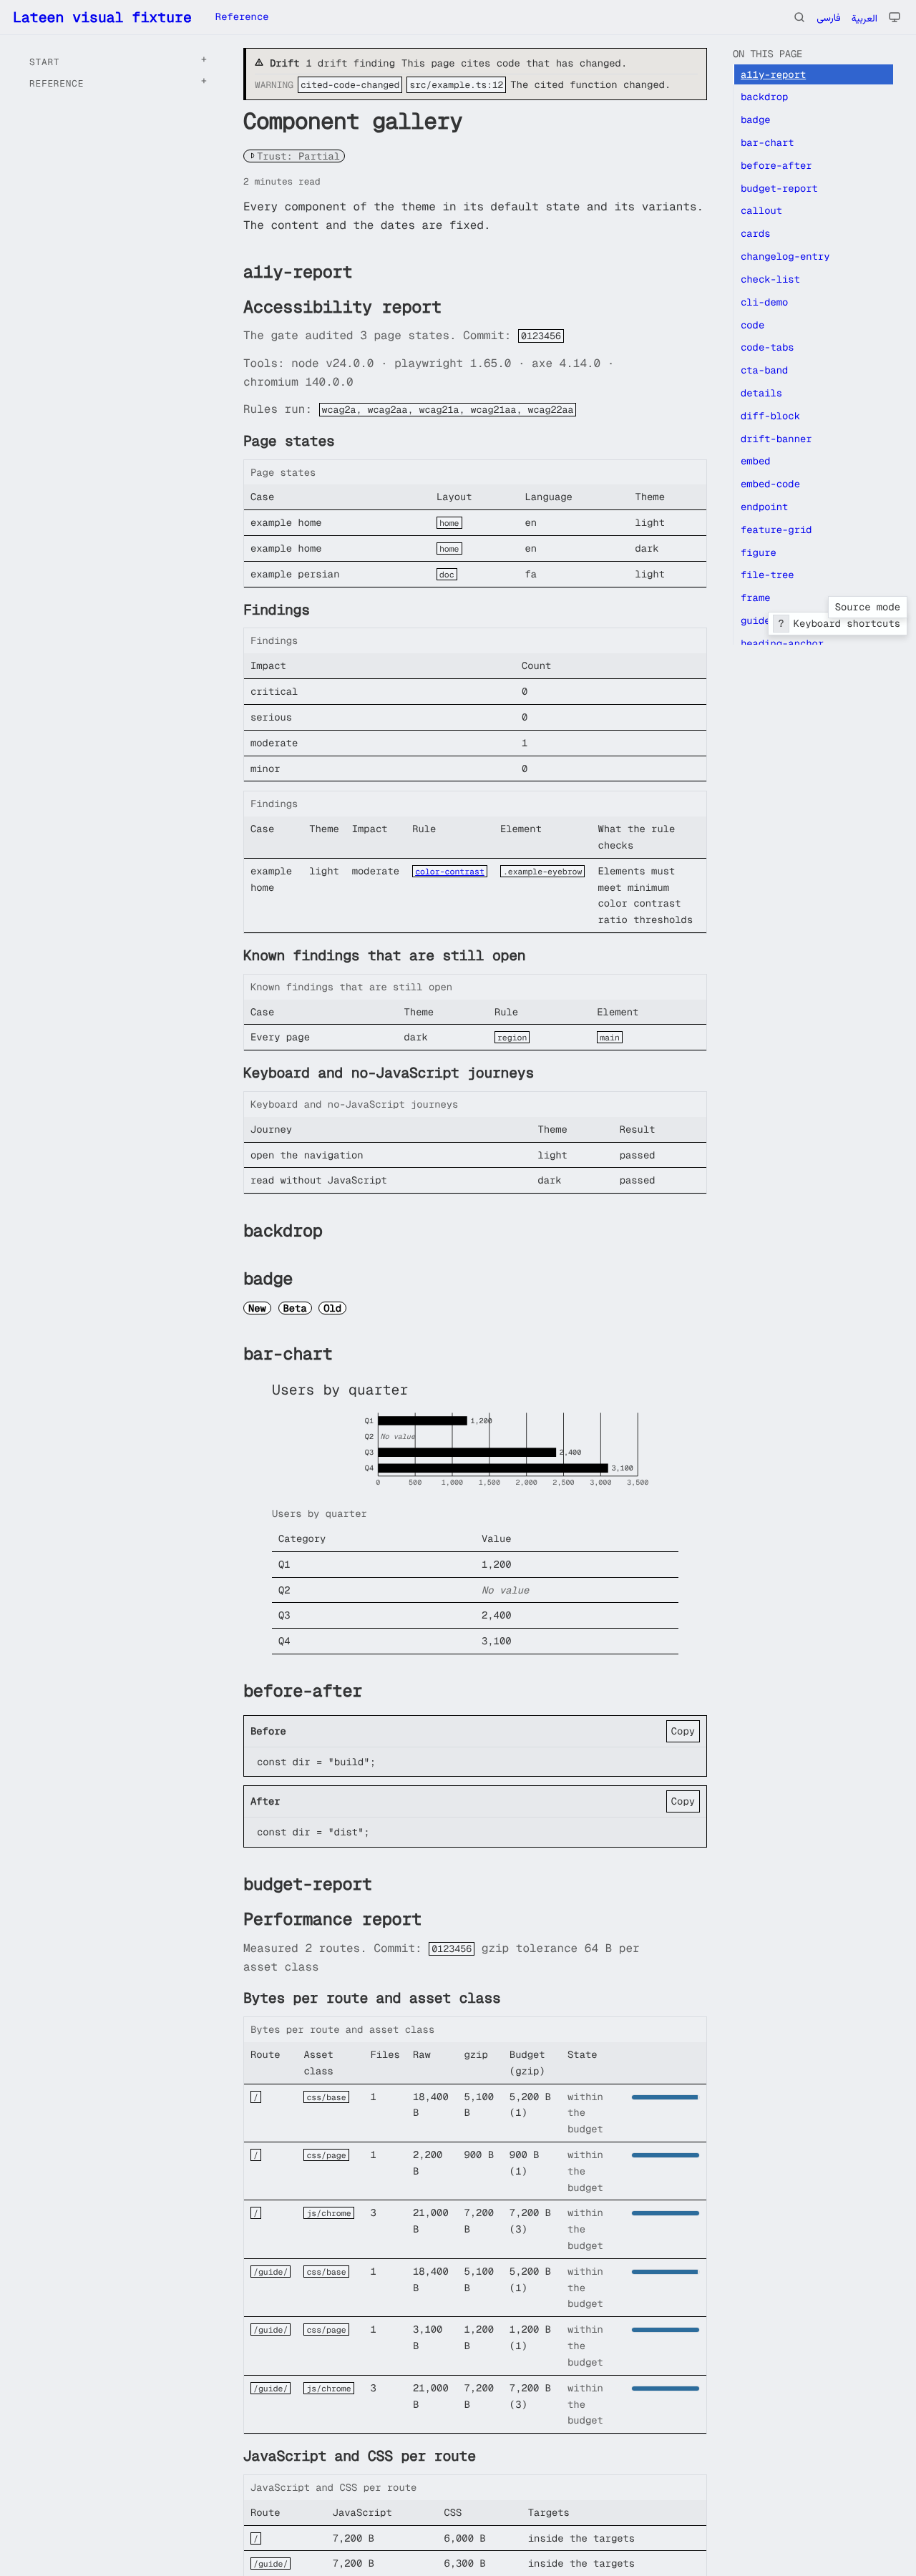 Lateen visual fixture
Reference
فارسی
العربية
START +
REFERENCE +
⚠ Drift 1 drift finding This page cites code that has changed.
WARNING cited-code-changed src/example.ts:12 The cited function changed.
Component gallery
Trust: Partial
2 minutes read
Every component of the theme in its default state and its variants.
The content and the dates are fixed.
a11y-report
Accessibility report
The gate audited 3 page states. Commit: 0123456
Tools: node v24.0.0 · playwright 1.65.0 · axe 4.14.0 ·
chromium 140.0.0
Rules run: wcag2a, wcag2aa, wcag21a, wcag21aa, wcag22aa
Page states
Page states
Case Layout Language Theme
example home home en light
example home home en dark
example persian doc fa light
Findings
Findings
Impact Count
critical 0
serious 0
moderate 1
minor 0
Findings
Case Theme Impact Rule Element What the rule
checks
example light moderate color-contrast .example-eyebrow Elements must
home meet minimum
color contrast
ratio thresholds
Known findings that are still open
Known findings that are still open
Case Theme Rule Element
Every page dark region main
Keyboard and no-JavaScript journeys
Keyboard and no-JavaScript journeys
Journey Theme Result
open the navigation light passed
read without JavaScript dark passed
backdrop
badge
New Beta Old
bar-chart
Users by quarter
Q1 1,200
Q2 No value
Q3 2,400
Q4 3,100
0 500 1,000 1,500 2,000 2,500 3,000 3,500
Users by quarter
Category Value
Q1 1,200
Q2 No value
Q3 2,400
Q4 3,100
before-after
Before Copy
const dir = "build";
After Copy
const dir = "dist";
budget-report
Performance report
Measured 2 routes. Commit: 0123456 gzip tolerance 64 B per
asset class
Bytes per route and asset class
Bytes per route and asset class
Route Asset Files Raw gzip Budget State
class (gzip)
/ css/base 1 18,400 5,100 5,200 B within
B B (1) the
budget
/ css/page 1 2,200 900 B 900 B within
B (1) the
budget
/ js/chrome 3 21,000 7,200 7,200 B within
B B (3) the
budget
/guide/ css/base 1 18,400 5,100 5,200 B within
B B (1) the
budget
/guide/ css/page 1 3,100 1,200 1,200 B within
B B (1) the
budget
/guide/ js/chrome 3 21,000 7,200 7,200 B within
B B (3) the
budget
JavaScript and CSS per route
JavaScript and CSS per route
Route JavaScript CSS Targets
/ 7,200 B 6,000 B inside the targets
/guide/ 7,200 B 6,300 B inside the targets
ON THIS PAGE
a11y-report
backdrop
badge
bar-chart
before-after
budget-report
callout
cards
changelog-entry
check-list
cli-demo
code
code-tabs
cta-band
details
diff-block
drift-banner
embed
embed-code
endpoint
feature-grid
figure
file-tree
frame
guide
heading-anchor
Source mode
? Keyboard shortcuts